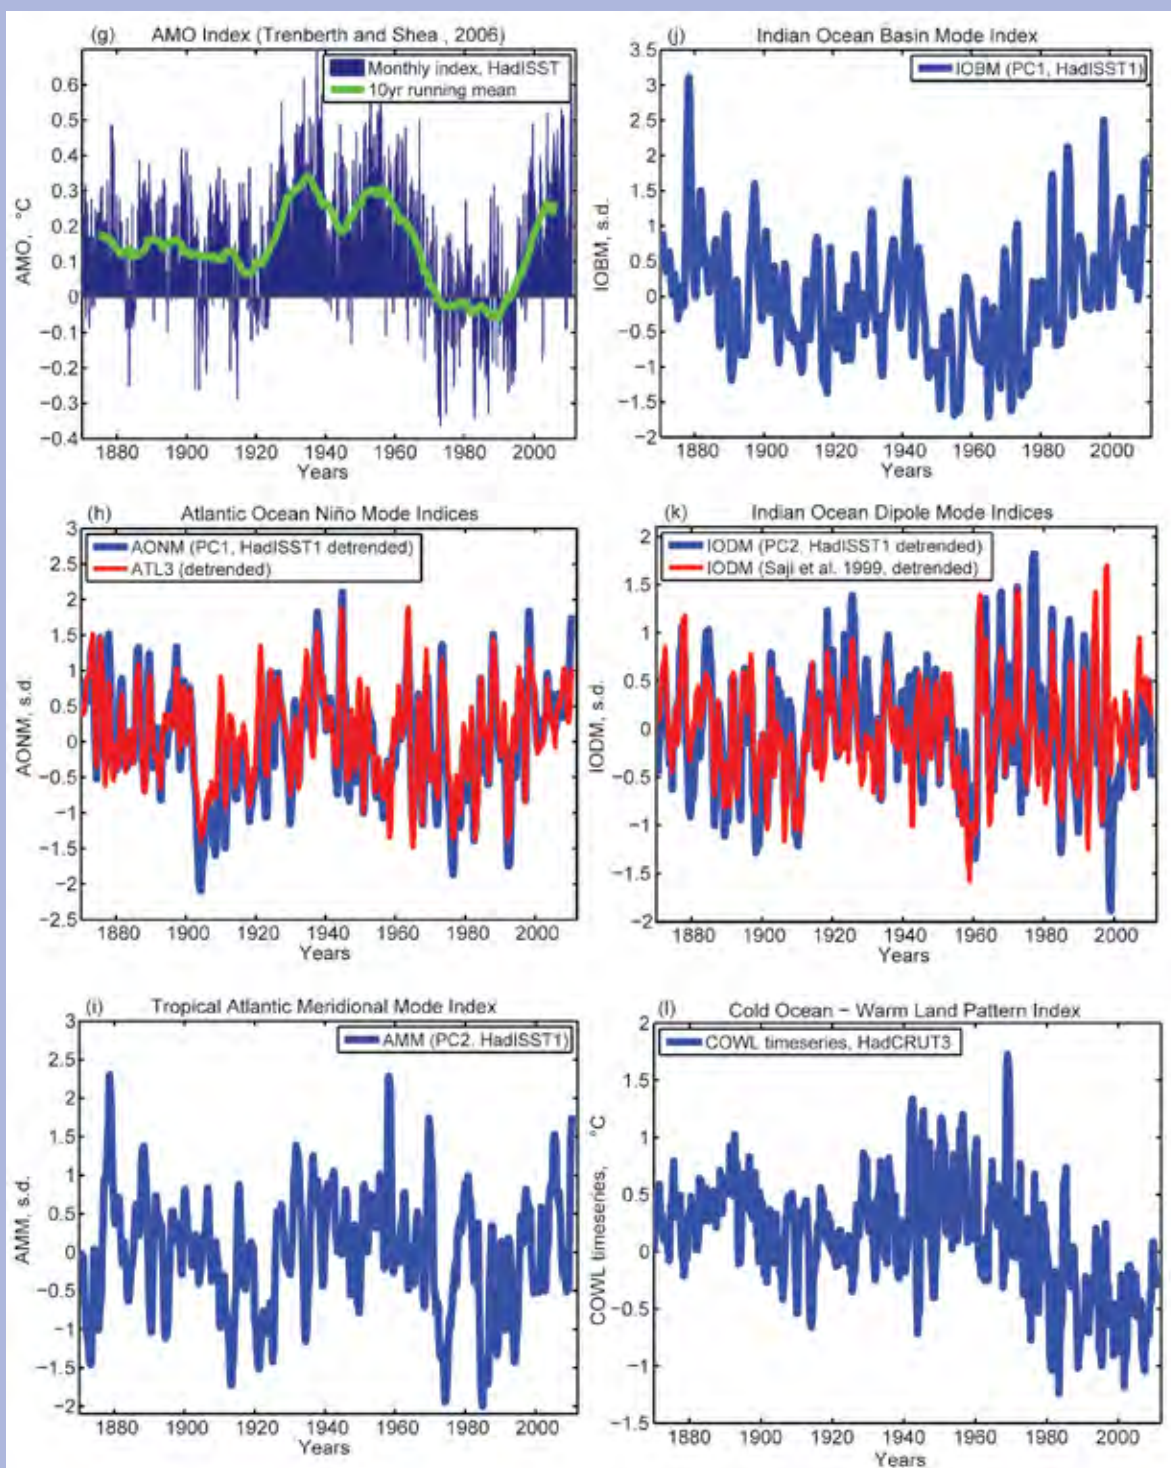 (g) AMO Index (Trenberth and Shea , 2006)
Monthly index, HadISST
10yr running mean
AMO, °C
0.6
0.5
0.4
0.3
0.2
0.1
0
−0.1
−0.2
−0.3
−0.4
1880 1900 1920 1940 1960 1980 2000
Years
(j) Indian Ocean Basin Mode Index
IOBM (PC1, HadISST1)
IOBM, s.d.
3.5
3
2.5
2
1.5
1
0.5
0
−0.5
−1
−1.5
−2
1880 1900 1920 1940 1960 1980 2000
Years
(h) Atlantic Ocean Niño Mode Indices
AONM (PC1, HadISST1 detrended)
ATL3 (detrended)
AONM, s.d.
3
2.5
2
1.5
1
0.5
0
−0.5
−1
−1.5
−2
−2.5
1880 1900 1920 1940 1960 1980 2000
Years
(k) Indian Ocean Dipole Mode Indices
IODM (PC2, HadISST1 detrended)
IODM (Saji et al. 1999, detrended)
IODM, s.d.
2
1.5
1
0.5
0
−0.5
−1
−1.5
−2
1880 1900 1920 1940 1960 1980 2000
Years
(i) Tropical Atlantic Meridional Mode Index
AMM (PC2. HadISST1)
AMM, s.d.
3
2.5
2
1.5
1
0.5
0
−0.5
−1
−1.5
−2
1880 1900 1920 1940 1960 1980 2000
Years
(l) Cold Ocean − Warm Land Pattern Index
COWL timeseries, HadCRUT3
COWL timeseries, °C
2
1.5
1
0.5
0
−0.5
−1
−1.5
1880 1900 1920 1940 1960 1980 2000
Years